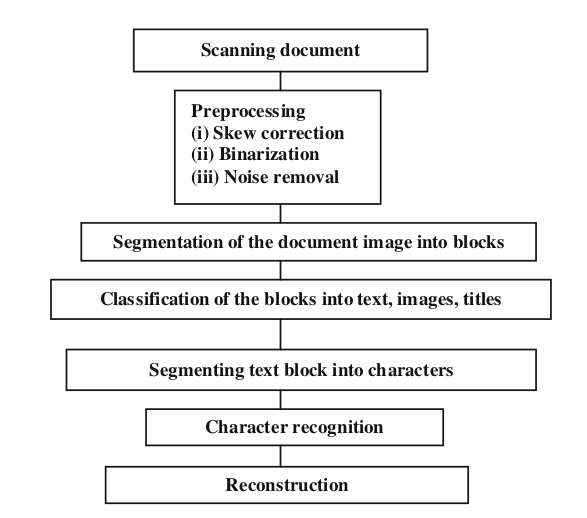 Scanning document
Preprocessing
(i) Skew correction
(ii) Binarization
(iii) Noise removal
Segmentation of the document image into blocks
Classification of the blocks into text, images, titles
Segmenting text block into characters
Character recognition
Reconstruction